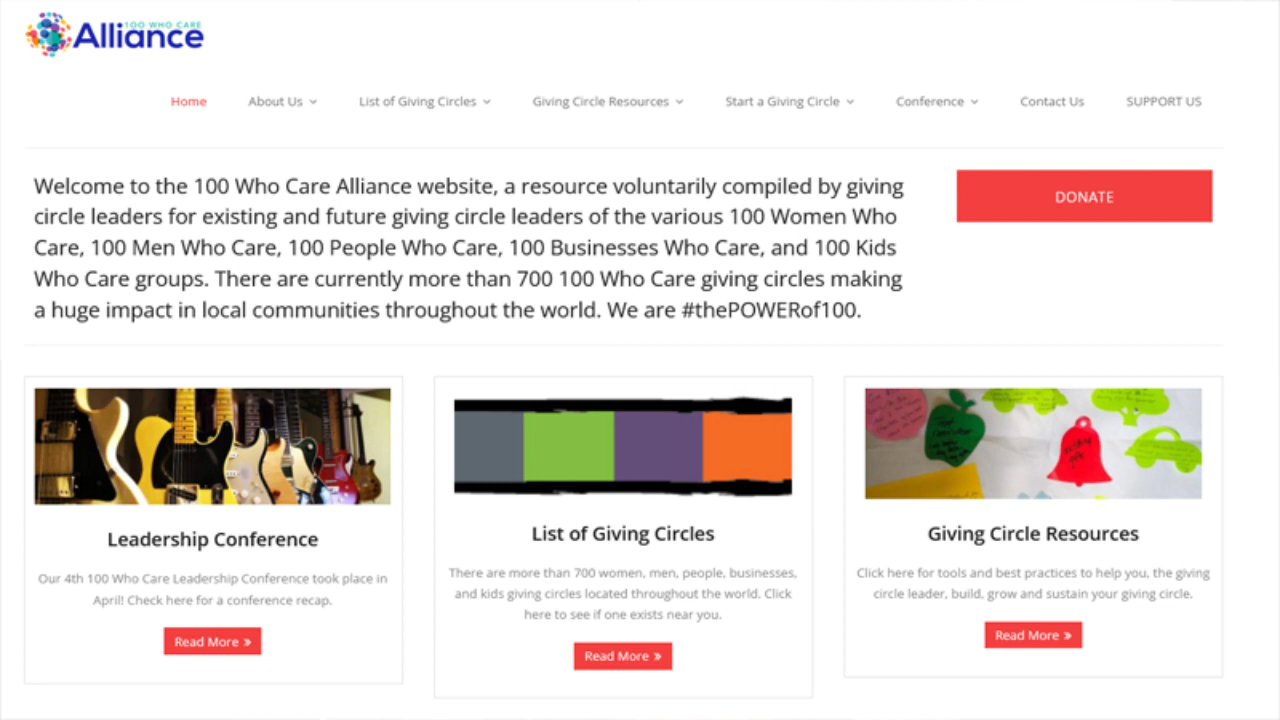 100 WHO CARE
Alliance
Home About Us List of Giving Circles Giving Circle Resources Start a Giving Circle Conference Contact Us SUPPORT US
Welcome to the 100 Who Care Alliance website, a resource voluntarily compiled by giving
circle leaders for existing and future giving circle leaders of the various 100 Women Who
Care, 100 Men Who Care, 100 People Who Care, 100 Businesses Who Care, and 100 Kids
Who Care groups. There are currently more than 700 100 Who Care giving circles making
a huge impact in local communities throughout the world. We are #thePOWERof100.
DONATE
Leadership Conference
Our 4th 100 Who Care Leadership Conference took place in
April! Check here for a conference recap.
Read More »
List of Giving Circles
There are more than 700 women, men, people, businesses,
and kids giving circles located throughout the world. Click
here to see if one exists near you.
Read More »
Giving Circle Resources
Click here for tools and best practices to help you, the giving
circle leader, build, grow and sustain your giving circle.
Read More »